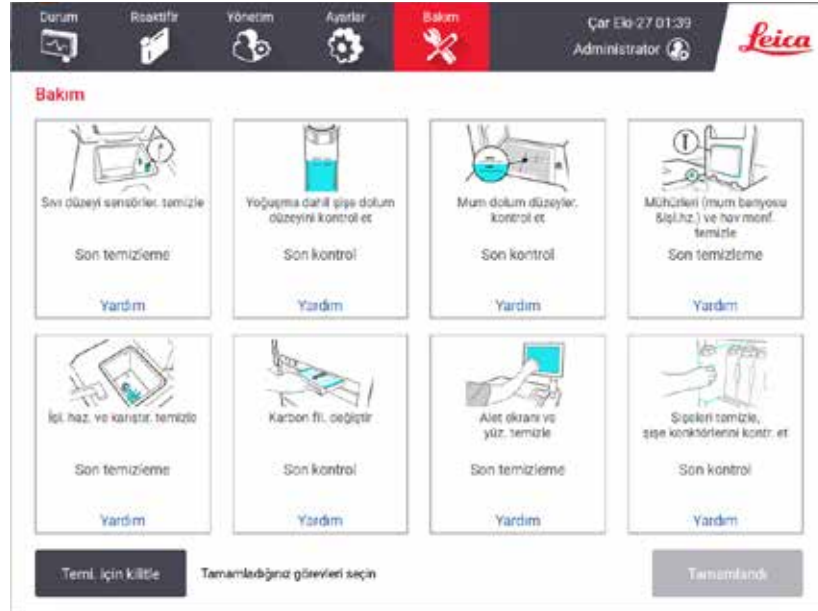 Durum Reaktifir Yönetim Ayarlar Bakım
Çar Eki-27 01:39
Administrator
Leica
Bakım
Sıvı düzeyi sensörler. temizle
Son temizleme
Yardım
Yoğuşma dahil şişe dolum
düzeyini kontrol et
Son kontrol
Yardım
Mum dolum düzeyler.
kontrol et
Son kontrol
Yardım
Mühürleri (mum banyosu
&işl.hz.) ve hav manf.
temizle
Son temizleme
Yardım
İşl. haz. ve karıştır. temizle
Son temizleme
Yardım
Karbon fil. değiştir
Son kontrol
Yardım
Alet ekranı ve
yüz. temizle
Son temizleme
Yardım
Şişeleri temizle,
şişe konktörlerini kontr. et
Son kontrol
Yardım
Temi. için kilitle
Tamamladığınız görevleri seçin
Tamamlandı